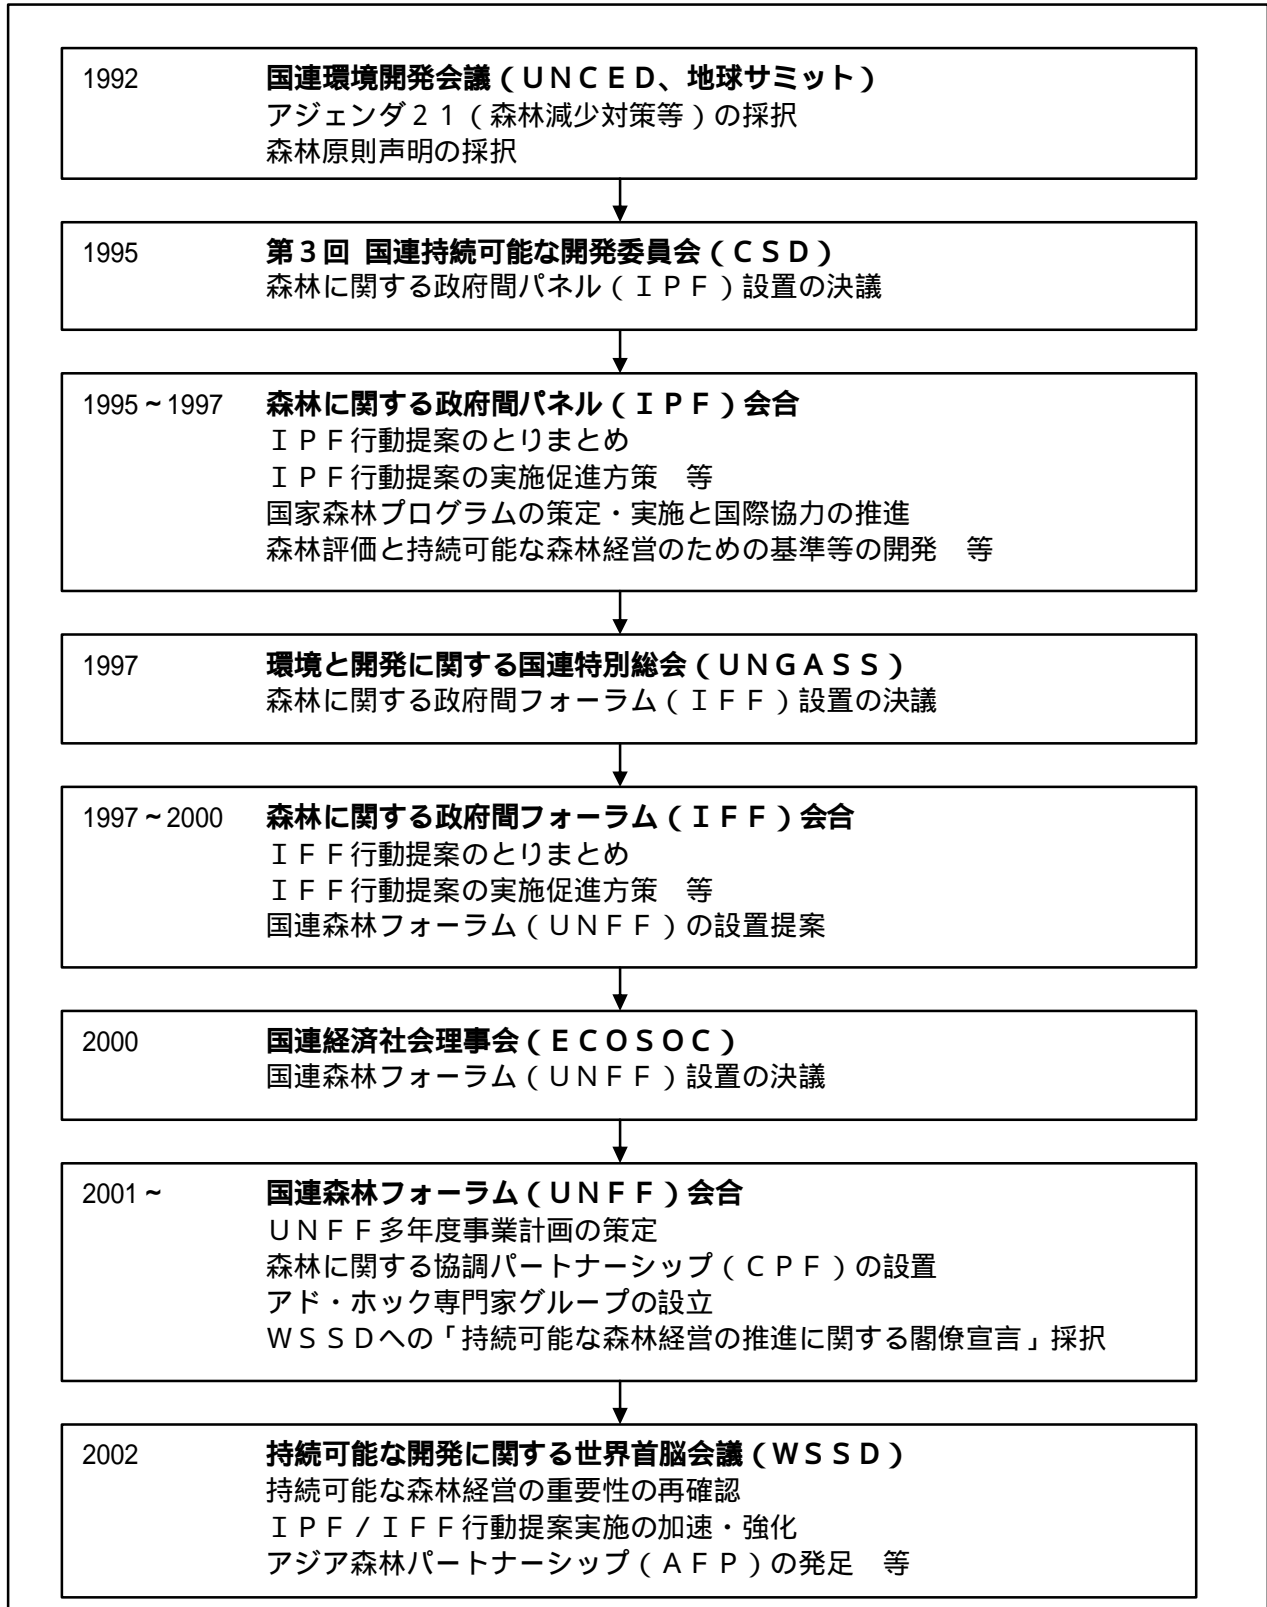 1992 国連環境開発会議（ＵＮＣＥＤ、地球サミット）
アジェンダ２１（森林減少対策等）の採択
森林原則声明の採択
1995 第３回 国連持続可能な開発委員会（ＣＳＤ）
森林に関する政府間パネル（ＩＰＦ）設置の決議
1995～1997 森林に関する政府間パネル（ＩＰＦ）会合
ＩＰＦ行動提案のとりまとめ
ＩＰＦ行動提案の実施促進方策　等
国家森林プログラムの策定・実施と国際協力の推進
森林評価と持続可能な森林経営のための基準等の開発　等
1997 環境と開発に関する国連特別総会（ＵＮＧＡＳＳ）
森林に関する政府間フォーラム（ＩＦＦ）設置の決議
1997～2000 森林に関する政府間フォーラム（ＩＦＦ）会合
ＩＦＦ行動提案のとりまとめ
ＩＦＦ行動提案の実施促進方策　等
国連森林フォーラム（ＵＮＦＦ）の設置提案
2000 国連経済社会理事会（ＥＣＯＳＯＣ）
国連森林フォーラム（ＵＮＦＦ）設置の決議
2001～ 国連森林フォーラム（ＵＮＦＦ）会合
ＵＮＦＦ多年度事業計画の策定
森林に関する協調パートナーシップ（ＣＰＦ）の設置
アド・ホック専門家グループの設立
ＷＳＳＤへの「持続可能な森林経営の推進に関する閣僚宣言」採択
2002 持続可能な開発に関する世界首脳会議（ＷＳＳＤ）
持続可能な森林経営の重要性の再確認
ＩＰＦ／ＩＦＦ行動提案実施の加速・強化
アジア森林パートナーシップ（ＡＦＰ）の発足　等